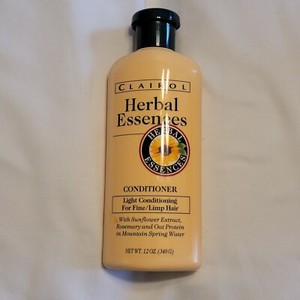 CLAIROL
Herbal
Essences
HERBAL
ESSENCES
CONDITIONER
Light Conditioning
For Fine/Limp Hair
With Sunflower Extract,
Rosemary and Oat Protein
in Mountain Spring Water
NET WT. 12 OZ. (340 G)